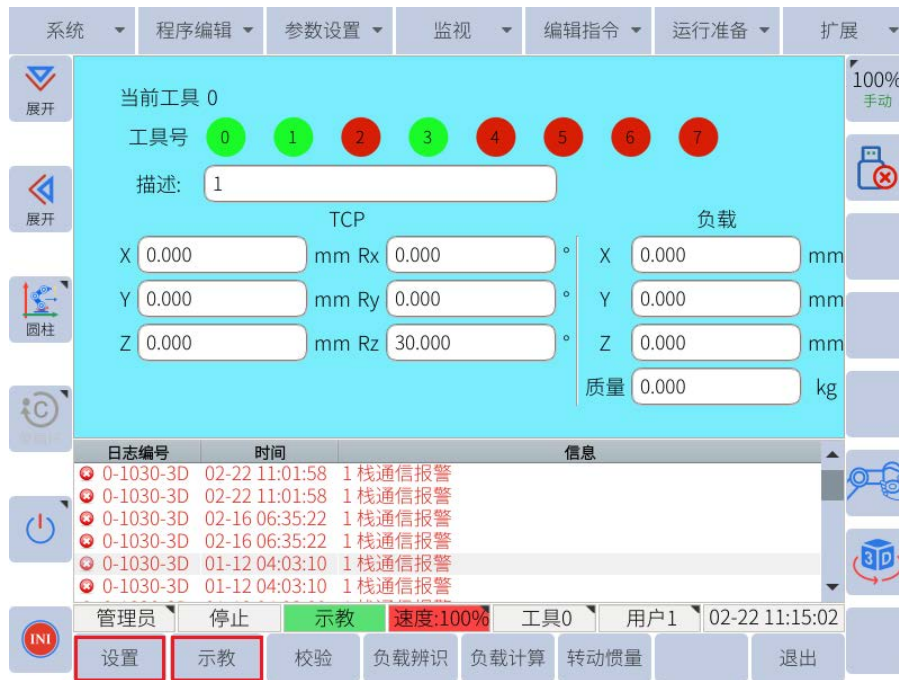 系统 程序编辑 参数设置 监视 编辑指令 运行准备 扩展
展开
100%
手动
当前工具 0
工具号 0 1 2 3 4 5 6 7
描述: 1
展开
TCP 负载
X 0.000 mm Rx 0.000 ° X 0.000 mm
Y 0.000 mm Ry 0.000 ° Y 0.000 mm
圆柱
Z 0.000 mm Rz 30.000 ° Z 0.000 mm
质量 0.000 kg
C
日志编号 时间 信息
0-1030-3D 02-22 11:01:58 1 栈通信报警
0-1030-3D 02-22 11:01:58 1 栈通信报警
0-1030-3D 02-16 06:35:22 1 栈通信报警
0-1030-3D 02-16 06:35:22 1 栈通信报警
0-1030-3D 01-12 04:03:10 1 栈通信报警
0-1030-3D 01-12 04:03:10 1 栈通信报警
3D
管理员 停止 示教 速度:100% 工具0 用户1 02-22 11:15:02
INI
设置 示教 校验 负载辨识 负载计算 转动惯量 退出